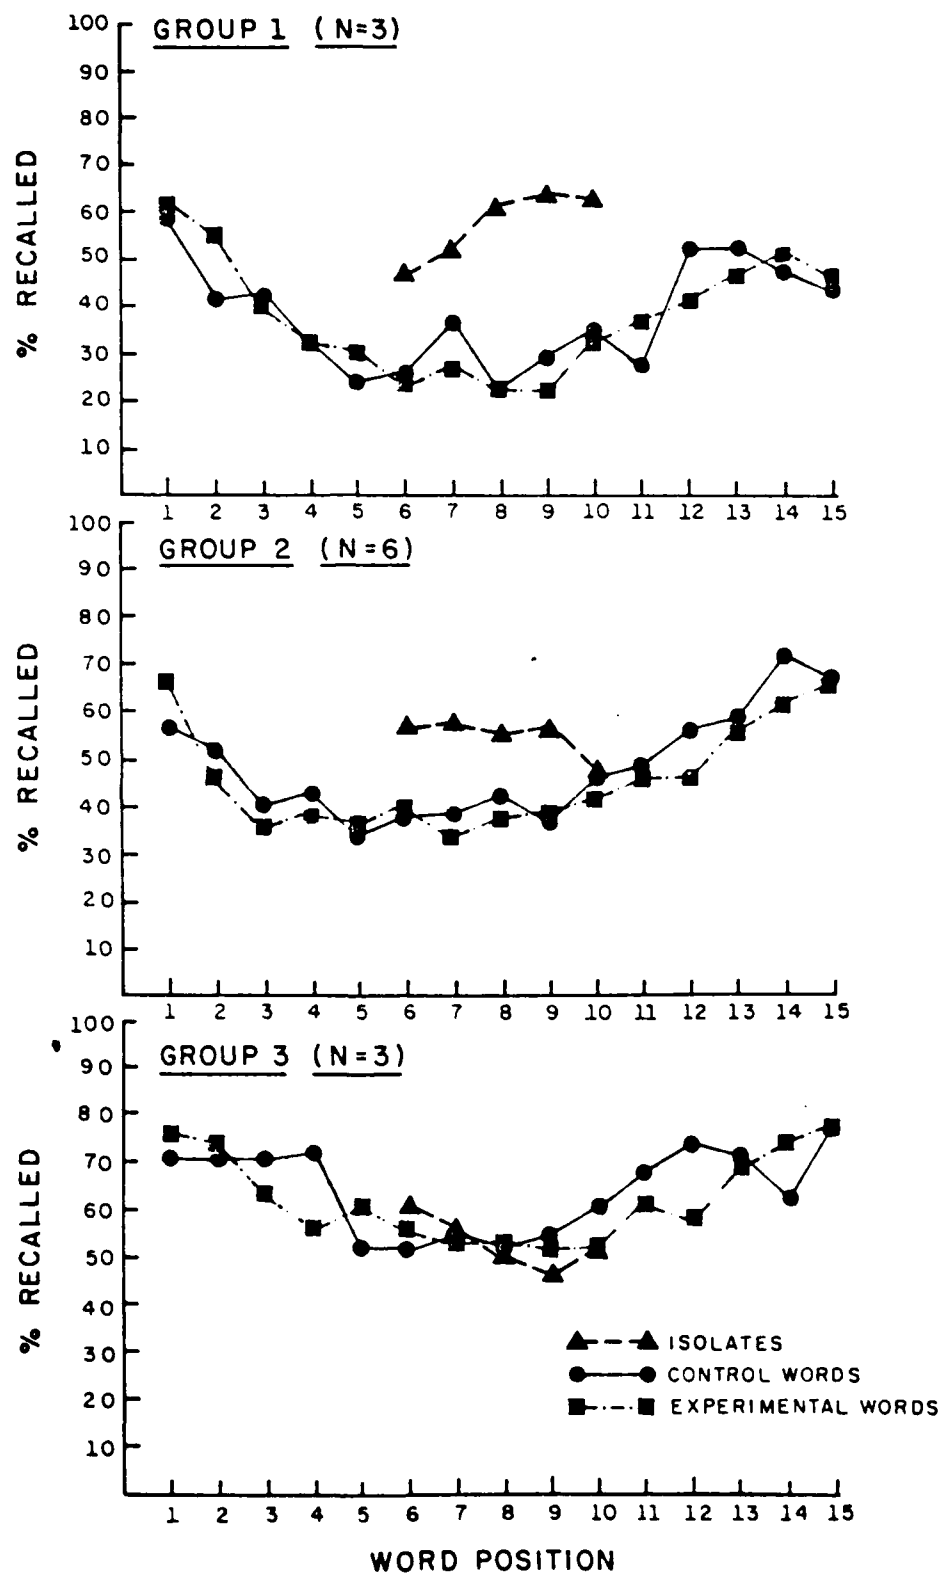 GROUP 1 (N=3)
% RECALLED
100
90
80
70
60
50
40
30
20
10
1 2 3 4 5 6 7 8 9 10 11 12 13 14 15
GROUP 2 (N=6)
% RECALLED
100
90
80
70
60
50
40
30
20
10
1 2 3 4 5 6 7 8 9 10 11 12 13 14 15
GROUP 3 (N=3)
% RECALLED
100
90
80
70
60
50
40
30
20
10
ISOLATES
CONTROL WORDS
EXPERIMENTAL WORDS
1 2 3 4 5 6 7 8 9 10 11 12 13 14 15
WORD POSITION